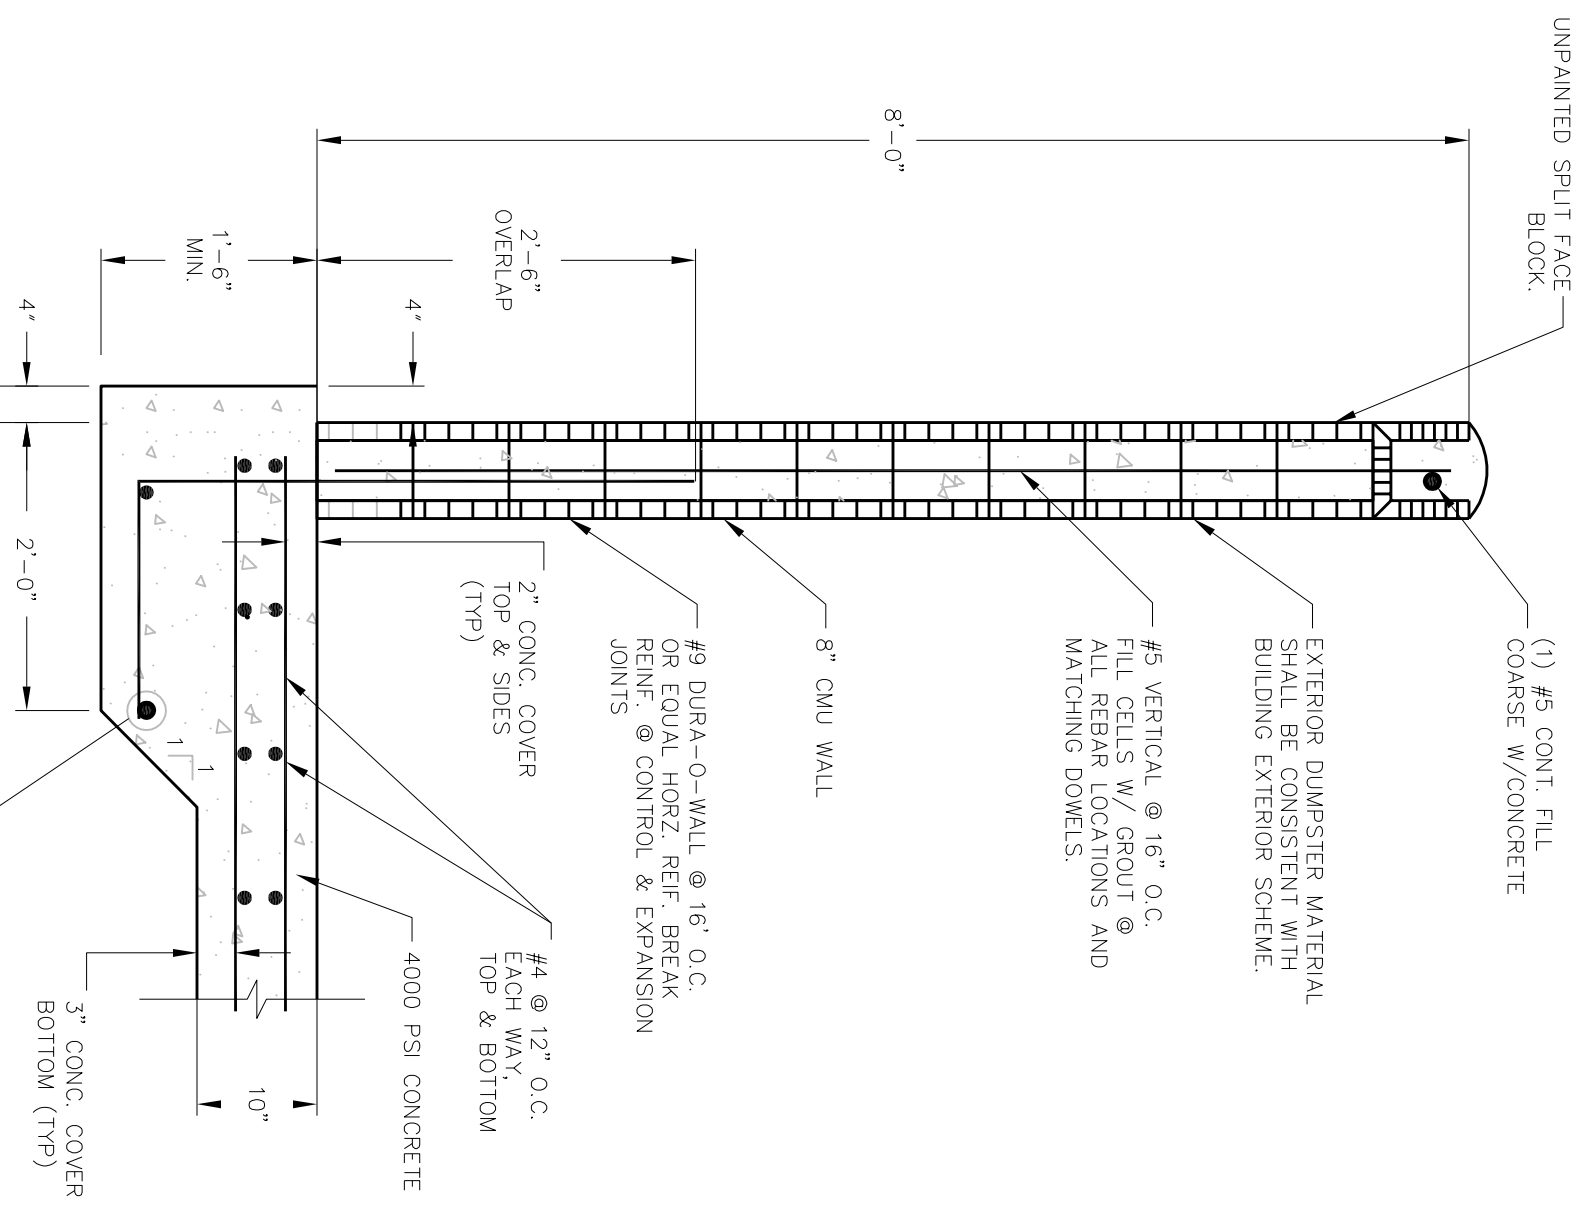 UNPAINTED SPLIT FACE
BLOCK.
8'-0"
(1) #5 CONT. FILL
COARSE W/CONCRETE
EXTERIOR DUMPSTER MATERIAL
SHALL BE CONSISTENT WITH
BUILDING EXTERIOR SCHEME.
#5 VERTICAL @ 16" O.C.
FILL CELLS W/ GROUT @
ALL REBAR LOCATIONS AND
MATCHING DOWELS.
8" CMU WALL
#9 DURA-O-WALL @ 16' O.C.
OR EQUAL HORZ. REIF. BREAK
REINF. @ CONTROL & EXPANSION
JOINTS
2'-6"
OVERLAP
4"
2" CONC. COVER
TOP & SIDES
(TYP)
#4 @ 12" O.C.
EACH WAY,
TOP & BOTTOM
4000 PSI CONCRETE
1'-6"
MIN.
10"
1
1
3" CONC. COVER
BOTTOM (TYP)
4"
2'-0"